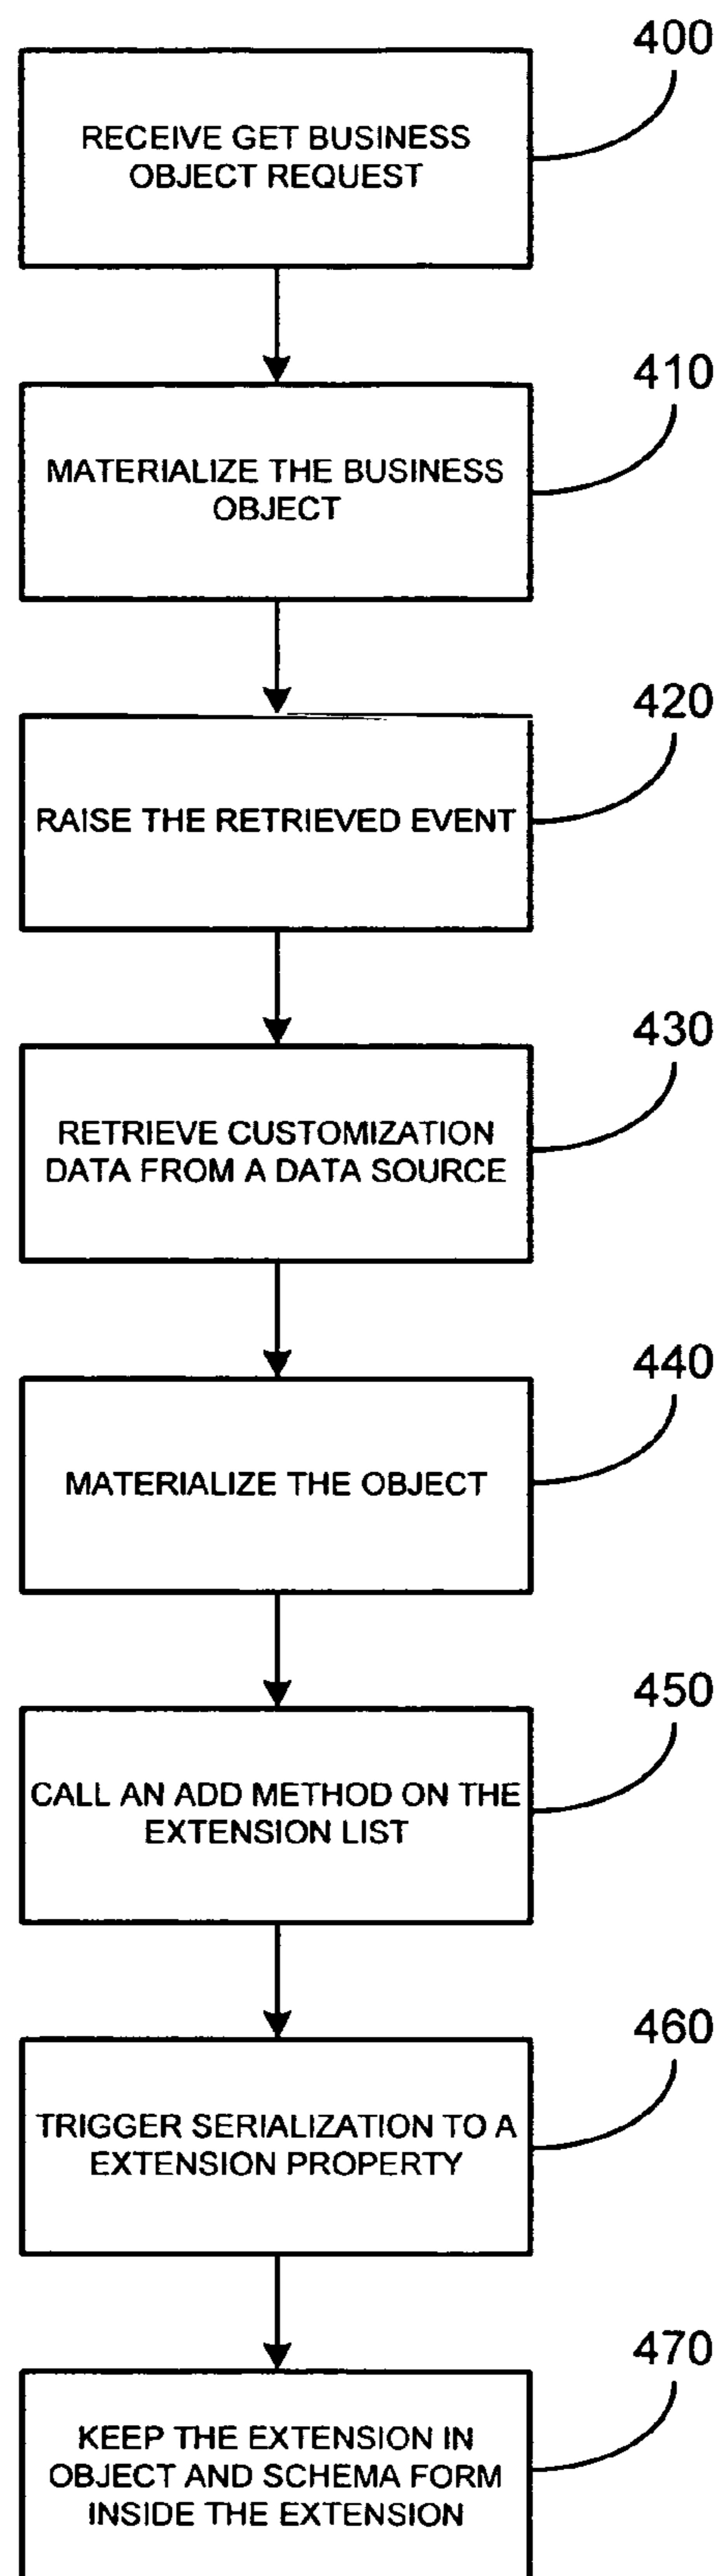 400
RECEIVE GET BUSINESS
OBJECT REQUEST
410
MATERIALIZE THE BUSINESS
OBJECT
420
RAISE THE RETRIEVED EVENT
430
RETRIEVE CUSTOMIZATION
DATA FROM A DATA SOURCE
440
MATERIALIZE THE OBJECT
450
CALL AN ADD METHOD ON THE
EXTENSION LIST
460
TRIGGER SERIALIZATION TO A
EXTENSION PROPERTY
470
KEEP THE EXTENSION IN
OBJECT AND SCHEMA FORM
INSIDE THE EXTENSION